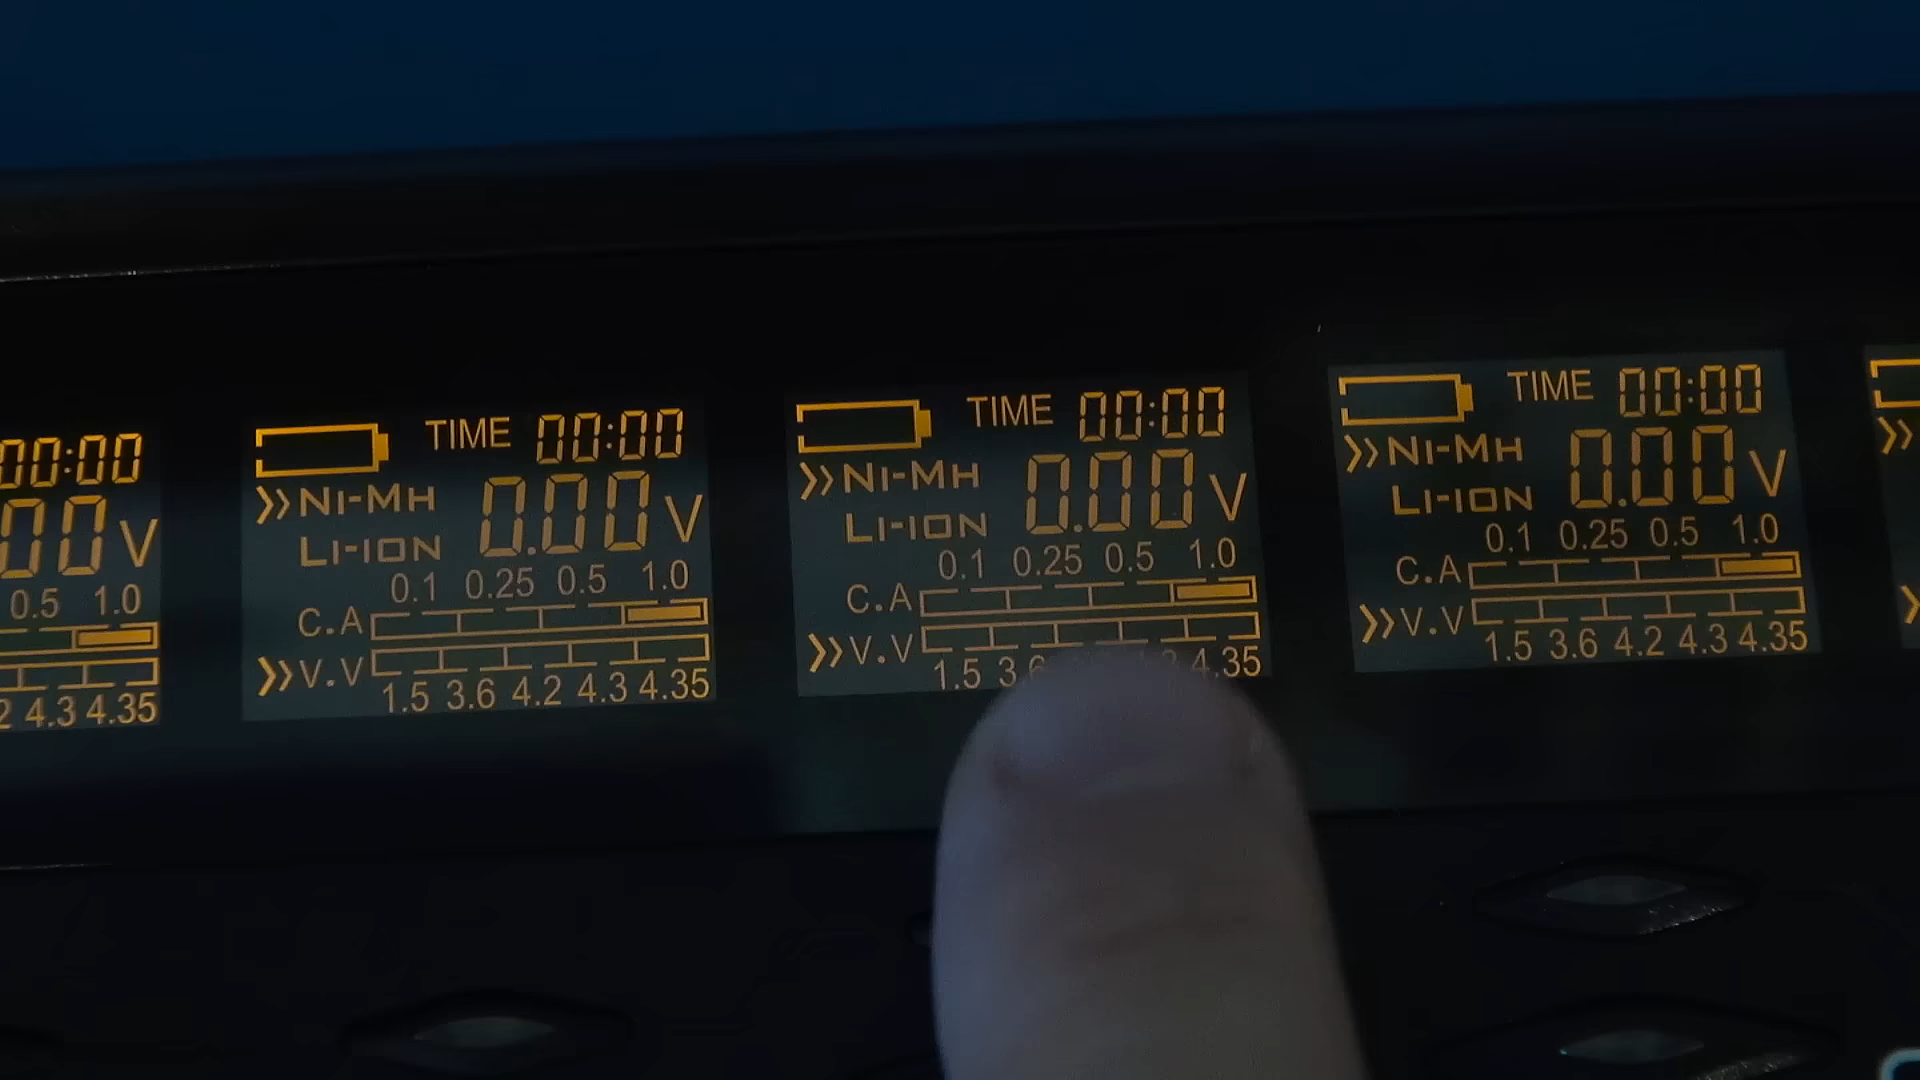 00:00
00 V
0.5 1.0
2 4.3 4.35
TIME 00:00
»Ni-MH 0.00 V
Li-ION
0.1 0.25 0.5 1.0
C.A
»V.V
1.5 3.6 4.2 4.3 4.35
TIME 00:00
»Ni-MH 0.00 V
Li-ION
0.1 0.25 0.5 1.0
C.A
»V.V
1.5 4.35
TIME 00:00
»Ni-MH 0.00 V
Li-ION
0.1 0.25 0.5 1.0
C.A
»V.V
1.5 3.6 4.2 4.3 4.35
»
»